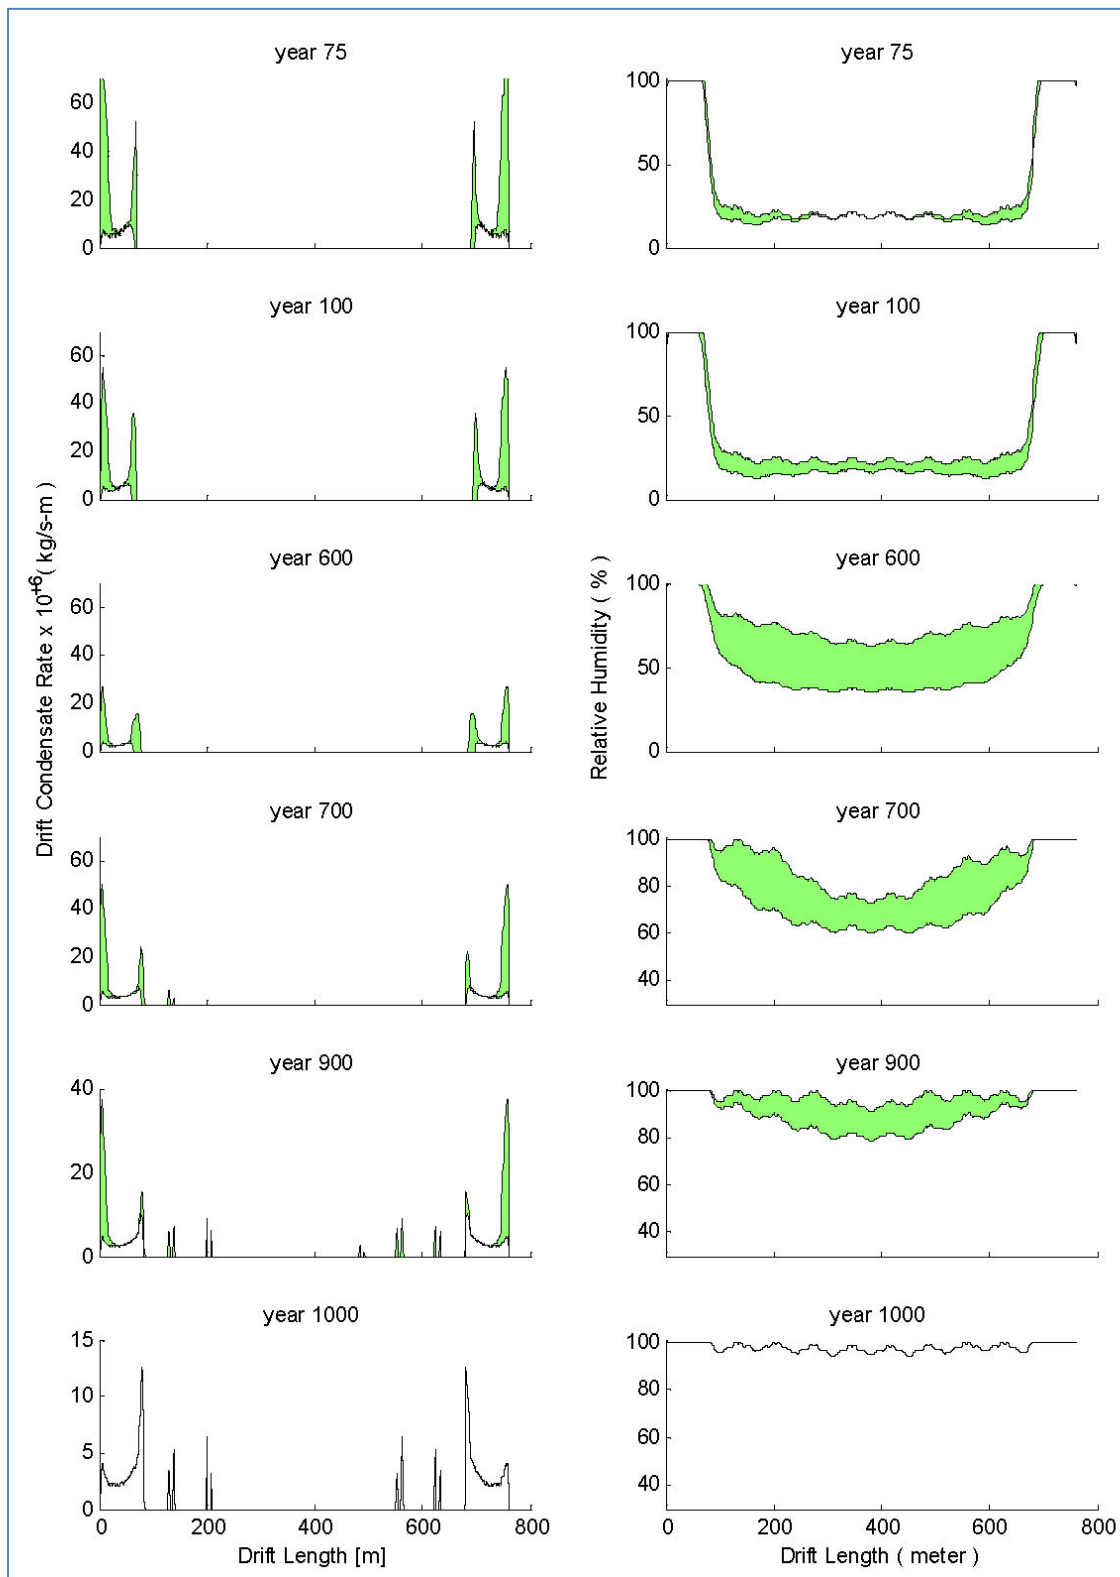 year 75
60
40
20
0
year 75
100
50
0
year 100
60
40
20
0
year 100
100
50
0
year 600
60
40
20
0
year 600
100
50
0
year 700
60
40
20
0
year 700
100
80
60
40
year 900
40
20
0
year 900
100
80
60
40
year 1000
15
10
5
0
0 200 400 600 800
Drift Length [m]
year 1000
100
80
60
40
0 200 400 600 800
Drift Length ( meter )
Drift Condensate Rate x 10+6 ( kg/s-m )
Relative Humidity ( % )